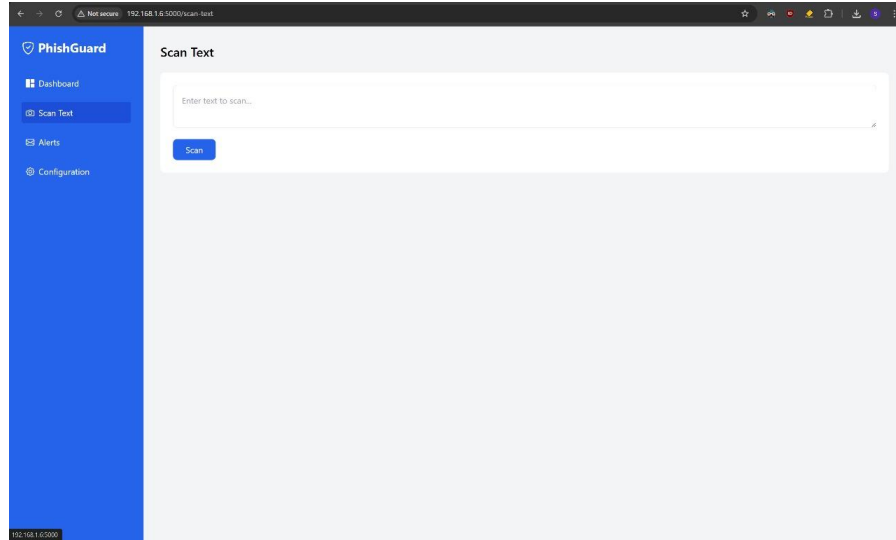 Not secure 192.168.1.6:5000/scan-text
PhishGuard
Dashboard
Scan Text
Alerts
Configuration
Scan Text
Enter text to scan...
Scan
192.168.1.6:5000